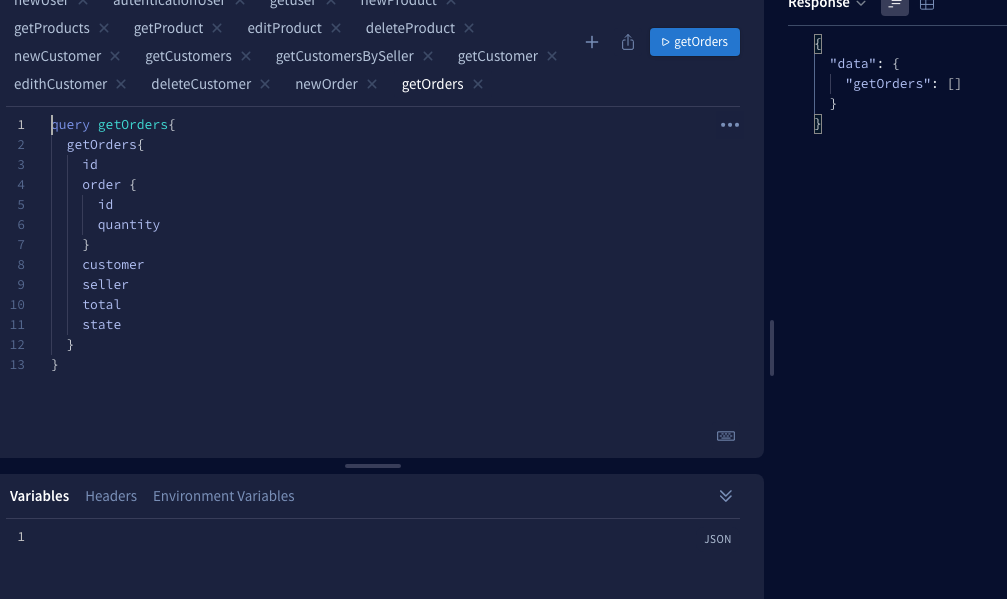 newUser autenticationUser getuser newProduct
getProducts getProduct editProduct deleteProduct
newCustomer getCustomers getCustomersBySeller getCustomer
edithCustomer deleteCustomer newOrder getOrders
getOrders
1 query getOrders{
2 getOrders{
3 id
4 order {
5 id
6 quantity
7 }
8 customer
9 seller
10 total
11 state
12 }
13 }
Variables Headers Environment Variables
1
JSON
Response
{
"data": {
"getOrders": []
}
}